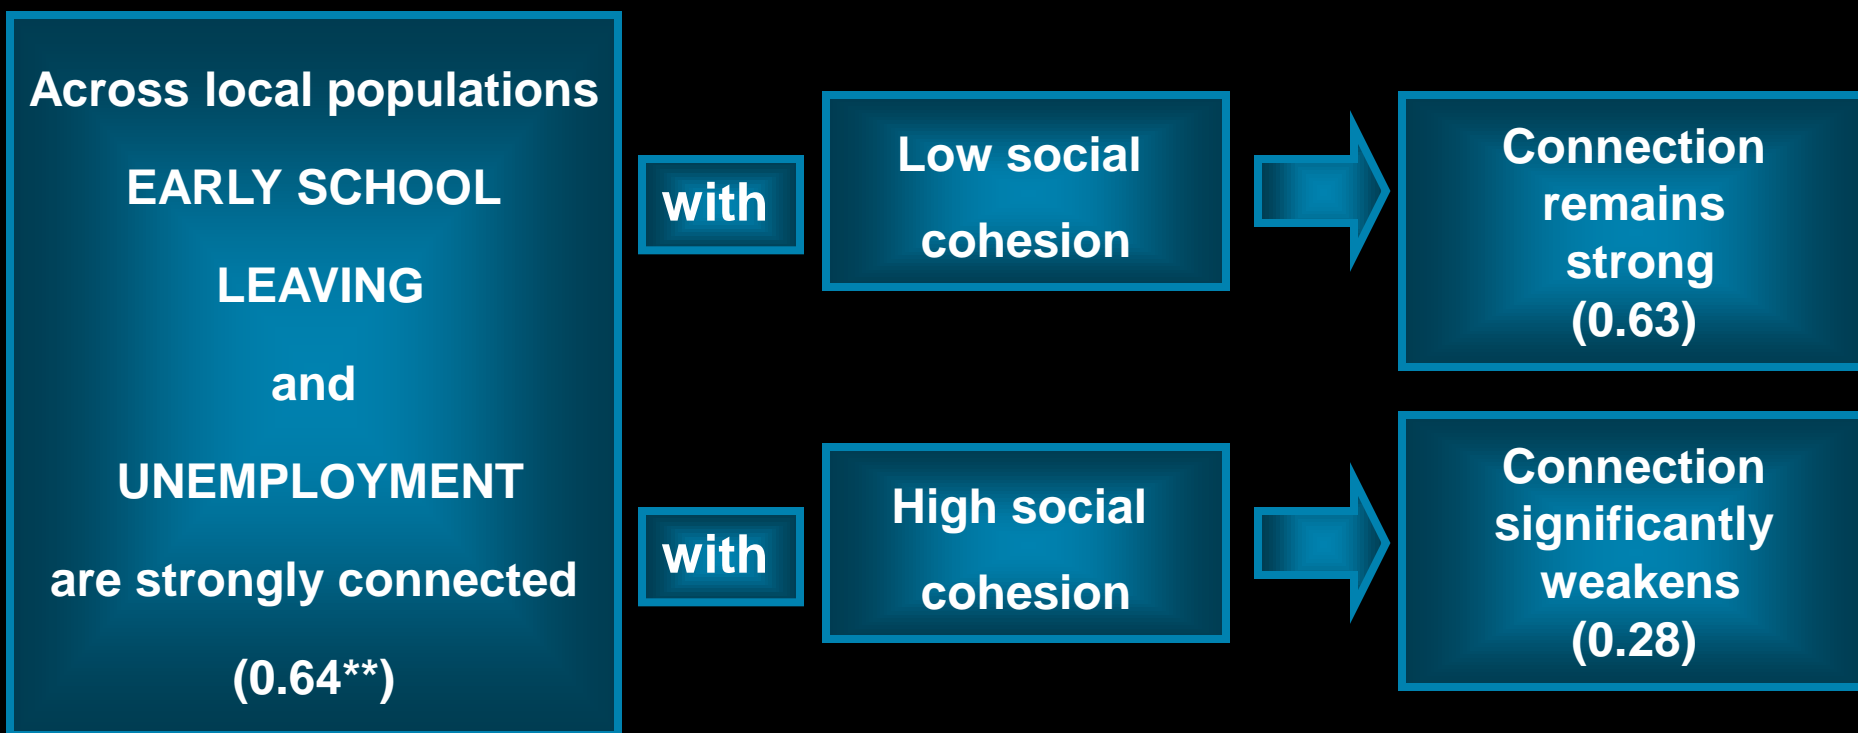 Across local populations
EARLY SCHOOL
LEAVING
and
UNEMPLOYMENT
are strongly connected
(0.64**)
with
Low social
cohesion
Connection
remains
strong
(0.63)
with
High social
cohesion
Connection
significantly
weakens
(0.28)